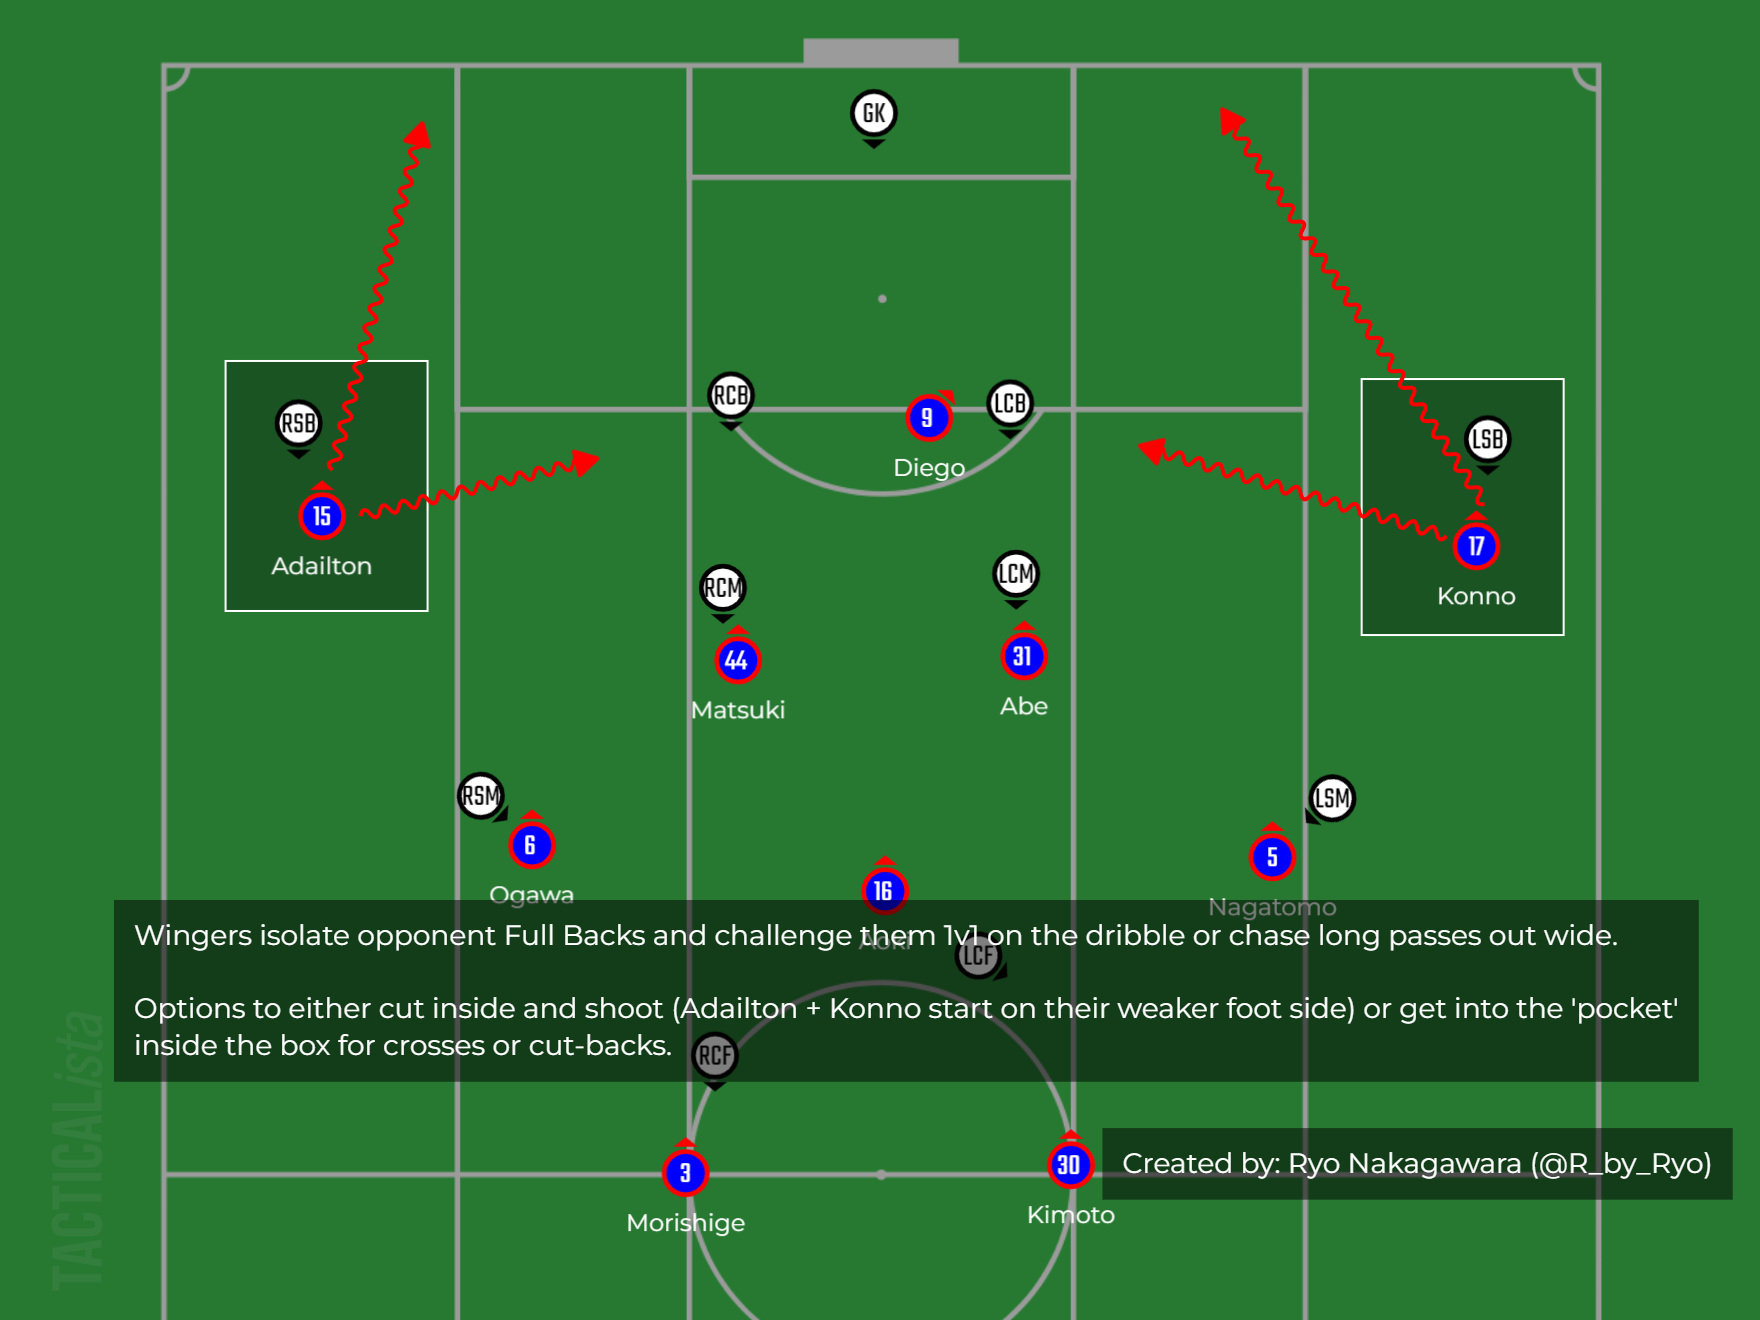 GK
RCB
9
LCB
RSB
LSB
Diego
15
17
Adailton
Konno
RCM
LCM
44
31
Matsuki
Abe
RSM
LSM
6
5
16
Ogawa
Nagatomo
Aoki
Wingers isolate opponent Full Backs and challenge them 1v1 on the dribble or chase long passes out wide.
LCF
Options to either cut inside and shoot (Adailton + Konno start on their weaker foot side) or get into the 'pocket'
inside the box for crosses or cut-backs.
RCF
3
30
Morishige
Kimoto
Created by: Ryo Nakagawara (@R_by_Ryo)
TACTICALista